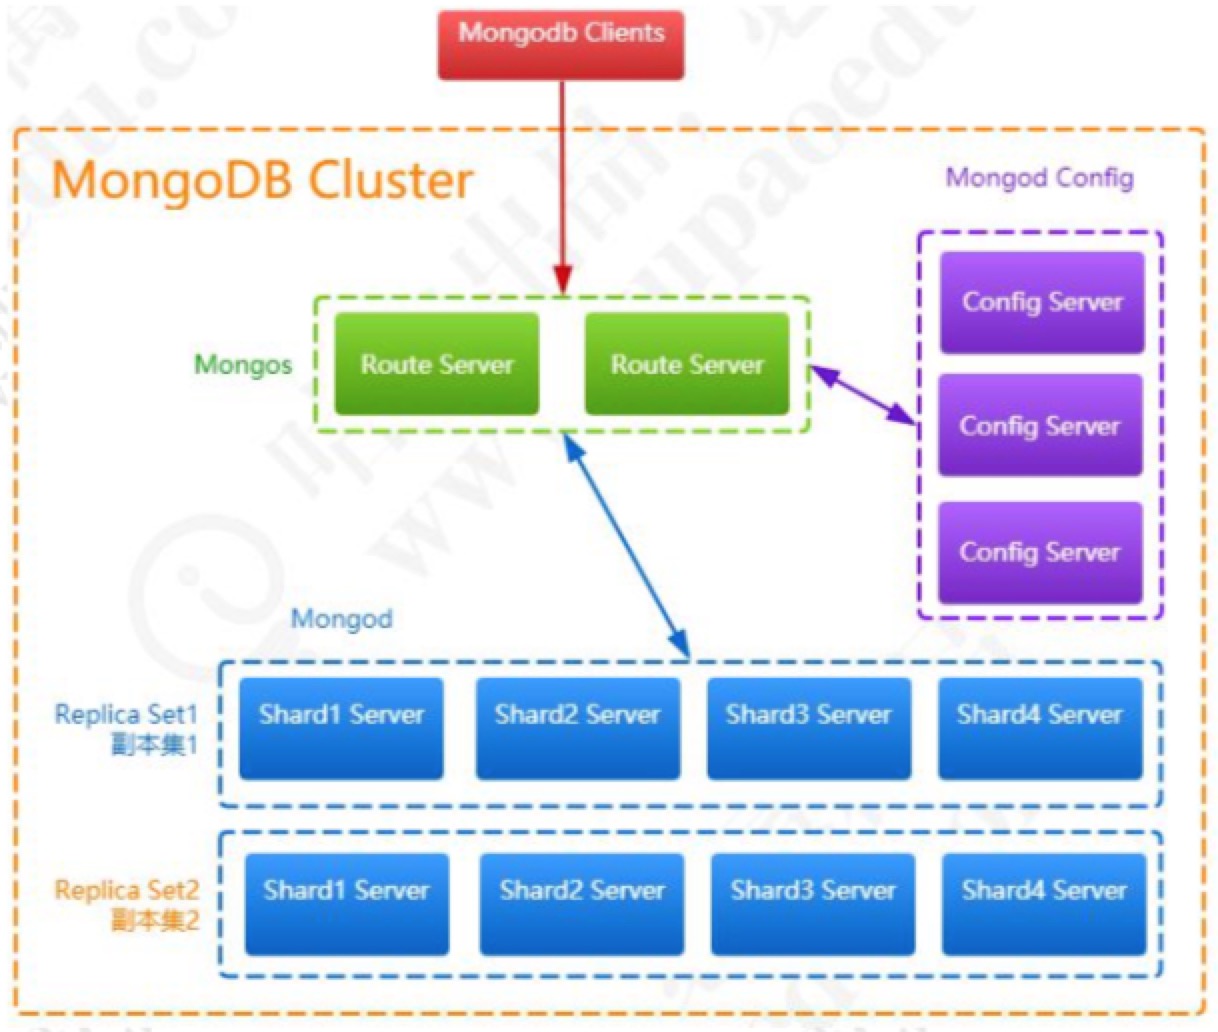 Mongodb Clients
MongoDB Cluster
Mongod Config
Config Server
Mongos
Route Server
Route Server
Config Server
Config Server
Mongod
Replica Set1
副本集1
Shard1 Server
Shard2 Server
Shard3 Server
Shard4 Server
Replica Set2
副本集2
Shard1 Server
Shard2 Server
Shard3 Server
Shard4 Server